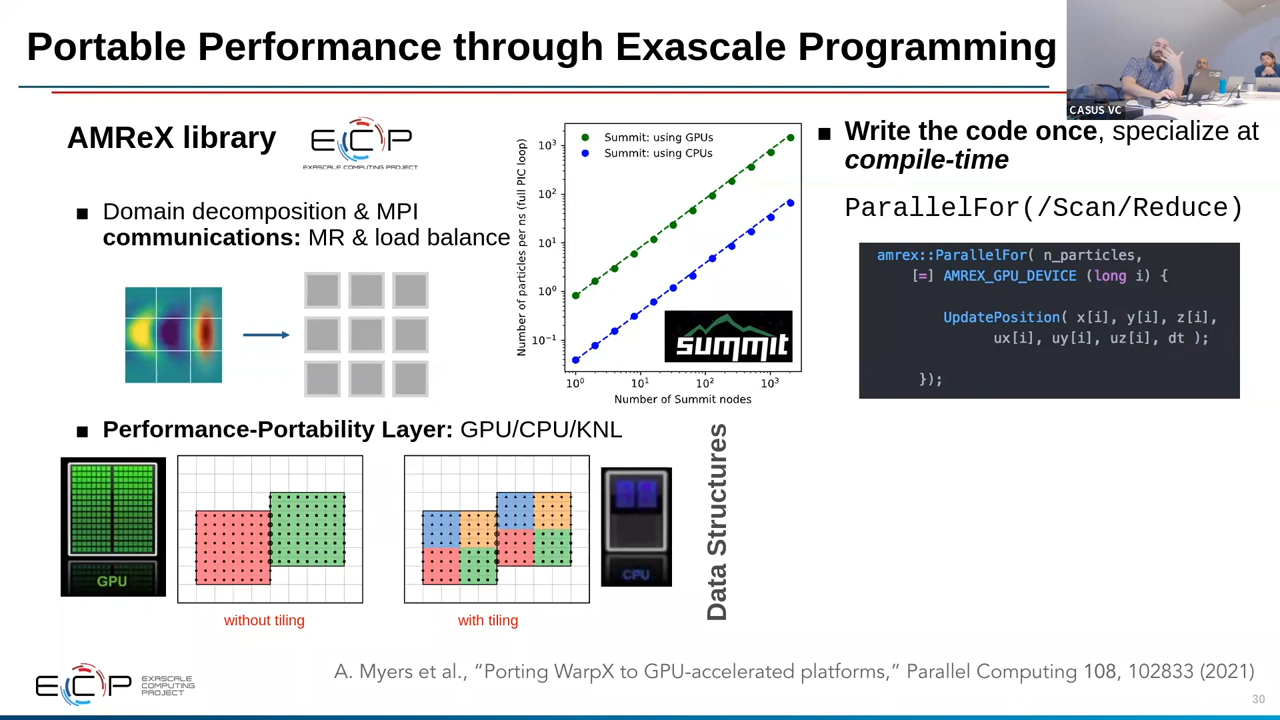 Portable Performance through Exascale Programming
CASUS VC
AMReX library
ECP
EXASCALE COMPUTING PROJECT
■ Domain decomposition & MPI
communications: MR & load balance
Number of particles per ns (full PIC loop)
Summit: using GPUs
Summit: using CPUs
10³
10²
10¹
10⁰
10⁻¹
summit
10⁰ 10¹ 10² 10³
Number of Summit nodes
■ Write the code once, specialize at
compile-time
ParallelFor(/Scan/Reduce)
amrex::ParallelFor( n_particles,
[=] AMREX_GPU_DEVICE (long i) {
UpdatePosition( x[i], y[i], z[i],
ux[i], uy[i], uz[i], dt );
});
■ Performance-Portability Layer: GPU/CPU/KNL
GPU
CPU
without tiling
with tiling
Data Structures
ECP
EXASCALE
COMPUTING
PROJECT
A. Myers et al., “Porting WarpX to GPU-accelerated platforms,” Parallel Computing 108, 102833 (2021)
30